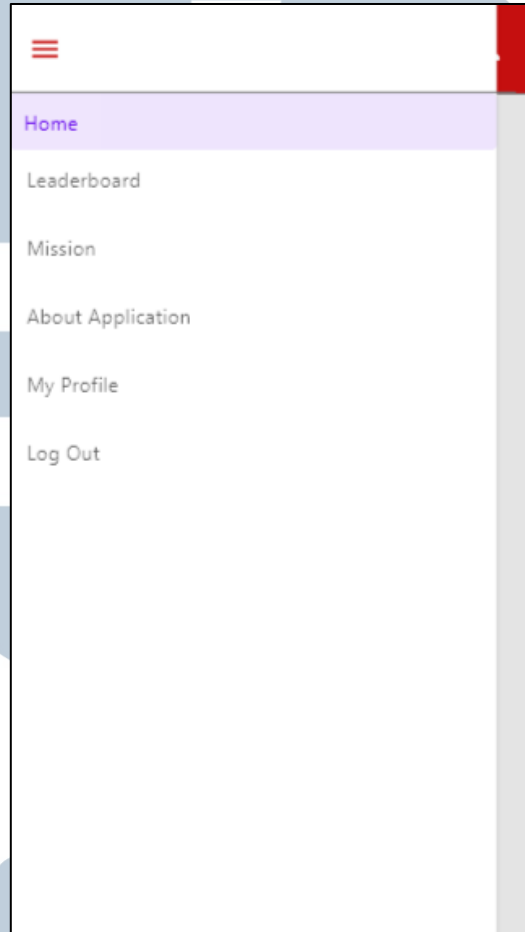 Home
Leaderboard
Mission
About Application
My Profile
Log Out